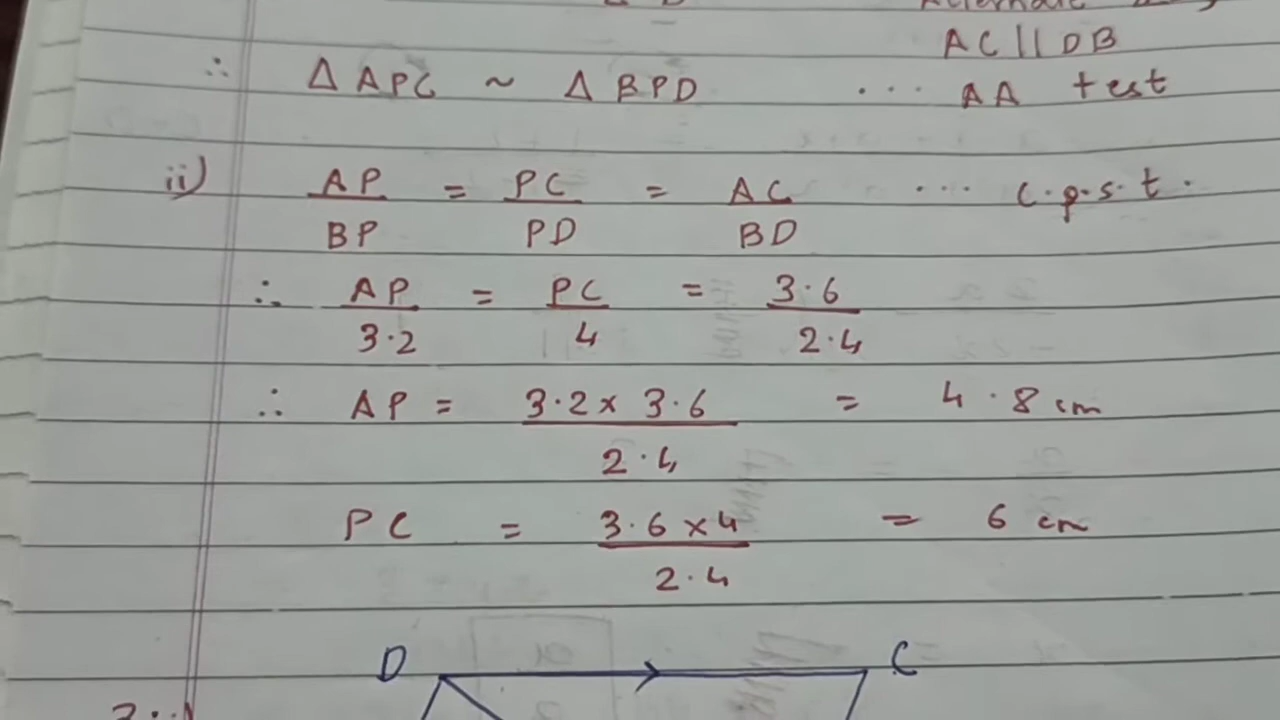 AC || DB
∴ Δ APC ~ Δ BPD ... AA test
ii) AP/BP = PC/PD = AC/BD ... c.p.s.t.
∴ AP/3.2 = PC/4 = 3.6/2.4
∴ AP = 3.2 x 3.6/2.4 = 4.8 cm
PC = 3.6 x 4/2.4 = 6 cm
D C